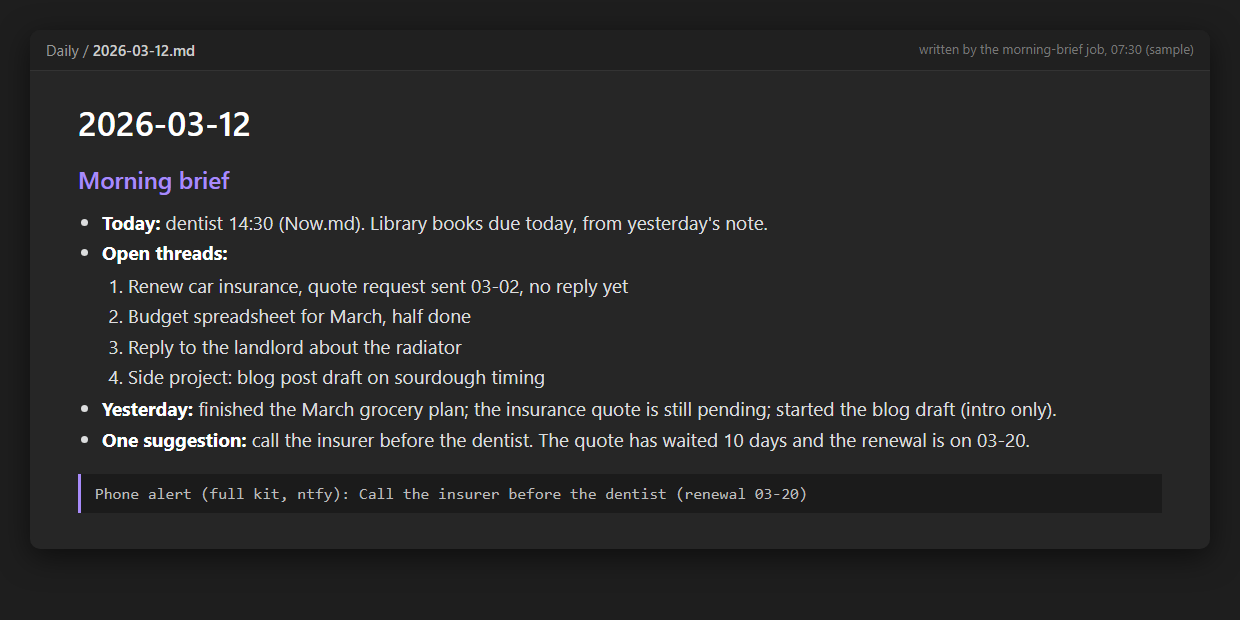 Daily / 2026-03-12.md
written by the morning-brief job, 07:30 (sample)
2026-03-12
Morning brief
• Today: dentist 14:30 (Now.md). Library books due today, from yesterday's note.
• Open threads:
1. Renew car insurance, quote request sent 03-02, no reply yet
2. Budget spreadsheet for March, half done
3. Reply to the landlord about the radiator
4. Side project: blog post draft on sourdough timing
• Yesterday: finished the March grocery plan; the insurance quote is still pending; started the blog draft (intro only).
• One suggestion: call the insurer before the dentist. The quote has waited 10 days and the renewal is on 03-20.
Phone alert (full kit, ntfy): Call the insurer before the dentist (renewal 03-20)